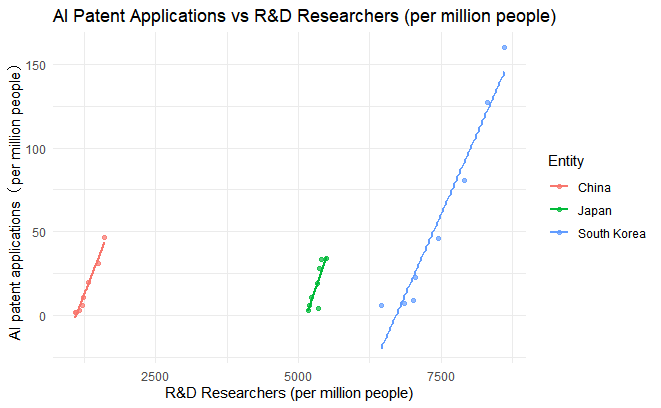 AI Patent Applications vs R&D Researchers (per million people)
AI patent applications （per million people）
150
100
50
0
2500
5000
7500
R&D Researchers (per million people)
Entity
China
Japan
South Korea